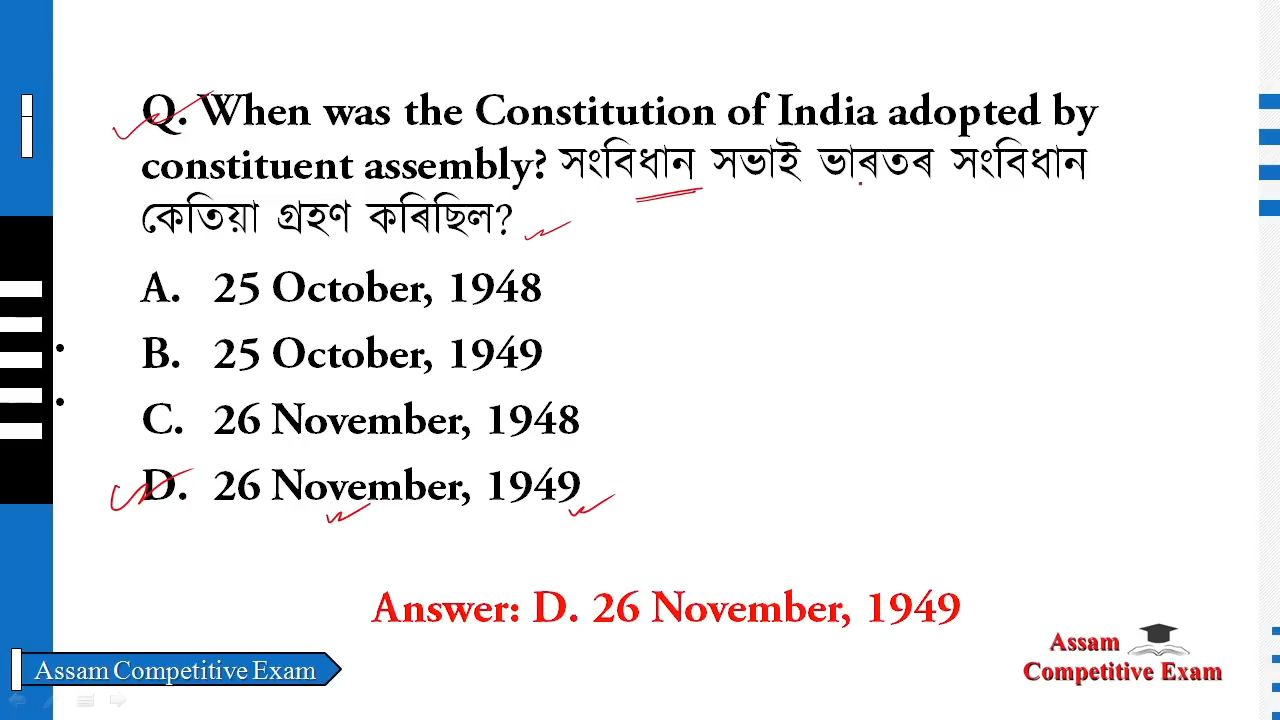 Q. When was the Constitution of India adopted by
constituent assembly? সংবিধান সভাই ভাৰতৰ সংবিধান
কেতিয়া গ্ৰহণ কৰিছিল?
A. 25 October, 1948
B. 25 October, 1949
C. 26 November, 1948
D. 26 November, 1949
Answer: D. 26 November, 1949
Assam Competitive Exam
Assam
Competitive Exam